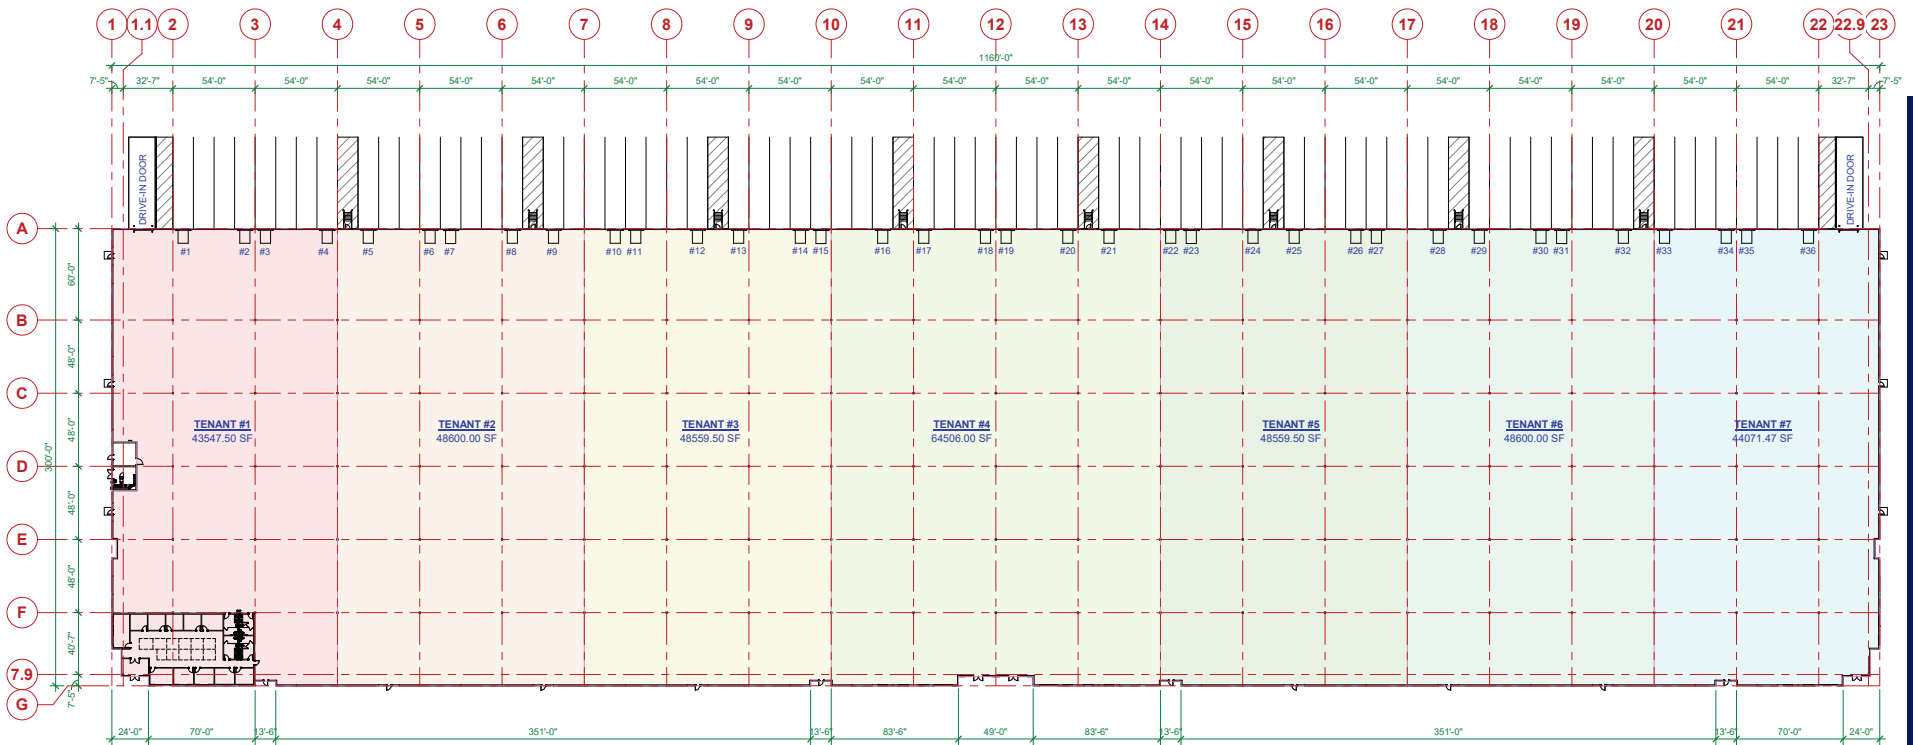 1 1.1 2 3 4 5 6 7 8 9 10 11 12 13 14 15 16 17 18 19 20 21 22 22.9 23
1160'-0"
7'-5" 32'-7" 54'-0" 54'-0" 54'-0" 54'-0" 54'-0" 54'-0" 54'-0" 54'-0" 54'-0" 54'-0" 54'-0" 54'-0" 54'-0" 54'-0" 54'-0" 54'-0" 54'-0" 54'-0" 54'-0" 54'-0" 32'-7" 7'-5"
DRIVE-IN DOOR
DRIVE-IN DOOR
A
#1 #2 #3 #4 #5 #6 #7 #8 #9 #10 #11 #12 #13 #14 #15 #16 #17 #18 #19 #20 #21 #22 #23 #24 #25 #26 #27 #28 #29 #30 #31 #32 #33 #34 #35 #36
60'-0"
B
48'-0"
C
TENANT #1
43547.50 SF
TENANT #2
48600.00 SF
TENANT #3
48559.50 SF
TENANT #4
64506.00 SF
TENANT #5
48559.50 SF
TENANT #6
48600.00 SF
TENANT #7
44071.47 SF
48'-0"
300'-0"
D
48'-0"
E
48'-0"
F
40'-7"
7.9
7'-5"
G
24'-0" 70'-0" 13'-6" 351'-0" 13'-6" 83'-6" 49'-0" 83'-6" 13'-6" 351'-0" 13'-6" 70'-0" 24'-0"